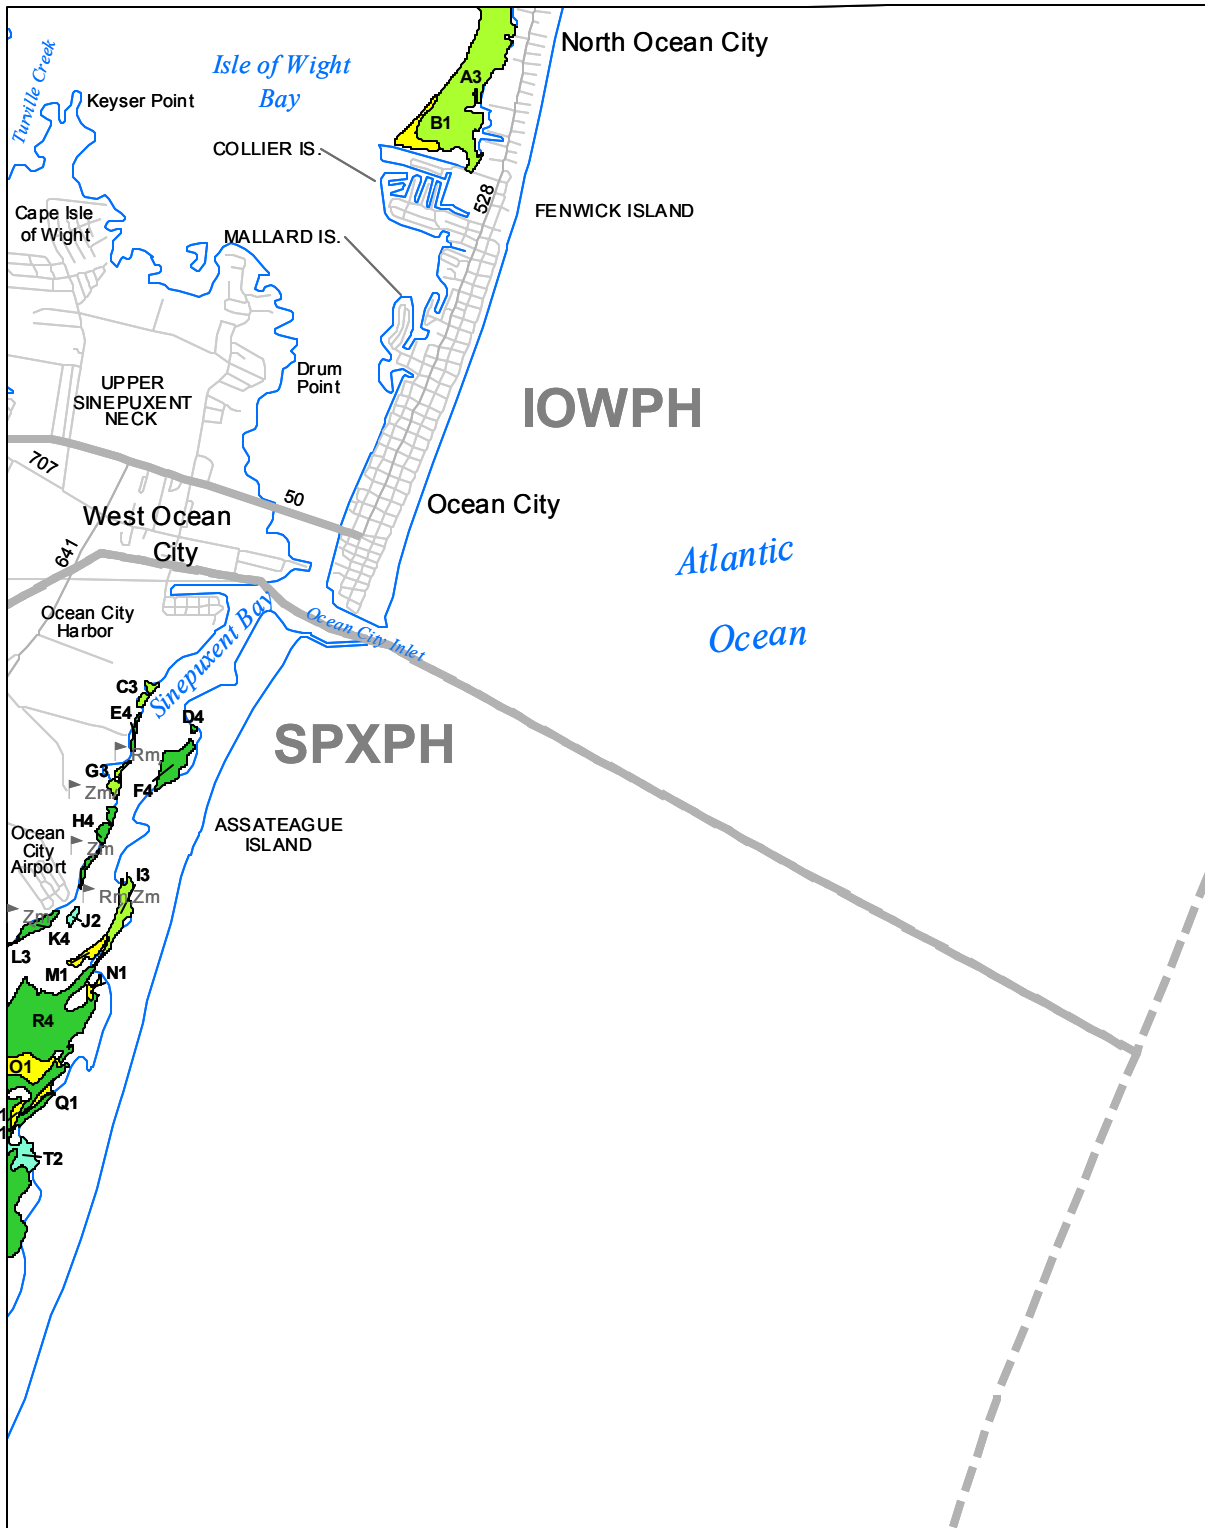 North Ocean City
Isle of Wight
Bay
Turville Creek
Keyser Point
A3
B1
COLLIER IS.
528
FENWICK ISLAND
Cape Isle
of Wight
MALLARD IS.
Drum
Point
UPPER
SINEPUXENT
NECK
IOWPH
707
50
Ocean City
West Ocean
City
641
Atlantic
Ocean
Ocean City
Harbor
Sinepuxent Bay
Ocean City Inlet
C3
E4
D4
SPXPH
Rm
G3
Zm
F4
H4
ASSATEAGUE
ISLAND
Ocean
City
Airport
Zm
I3
Rm Zm
Zm
J2
K4
L3
M1
N1
R4
O1
Q1
1
1
T2